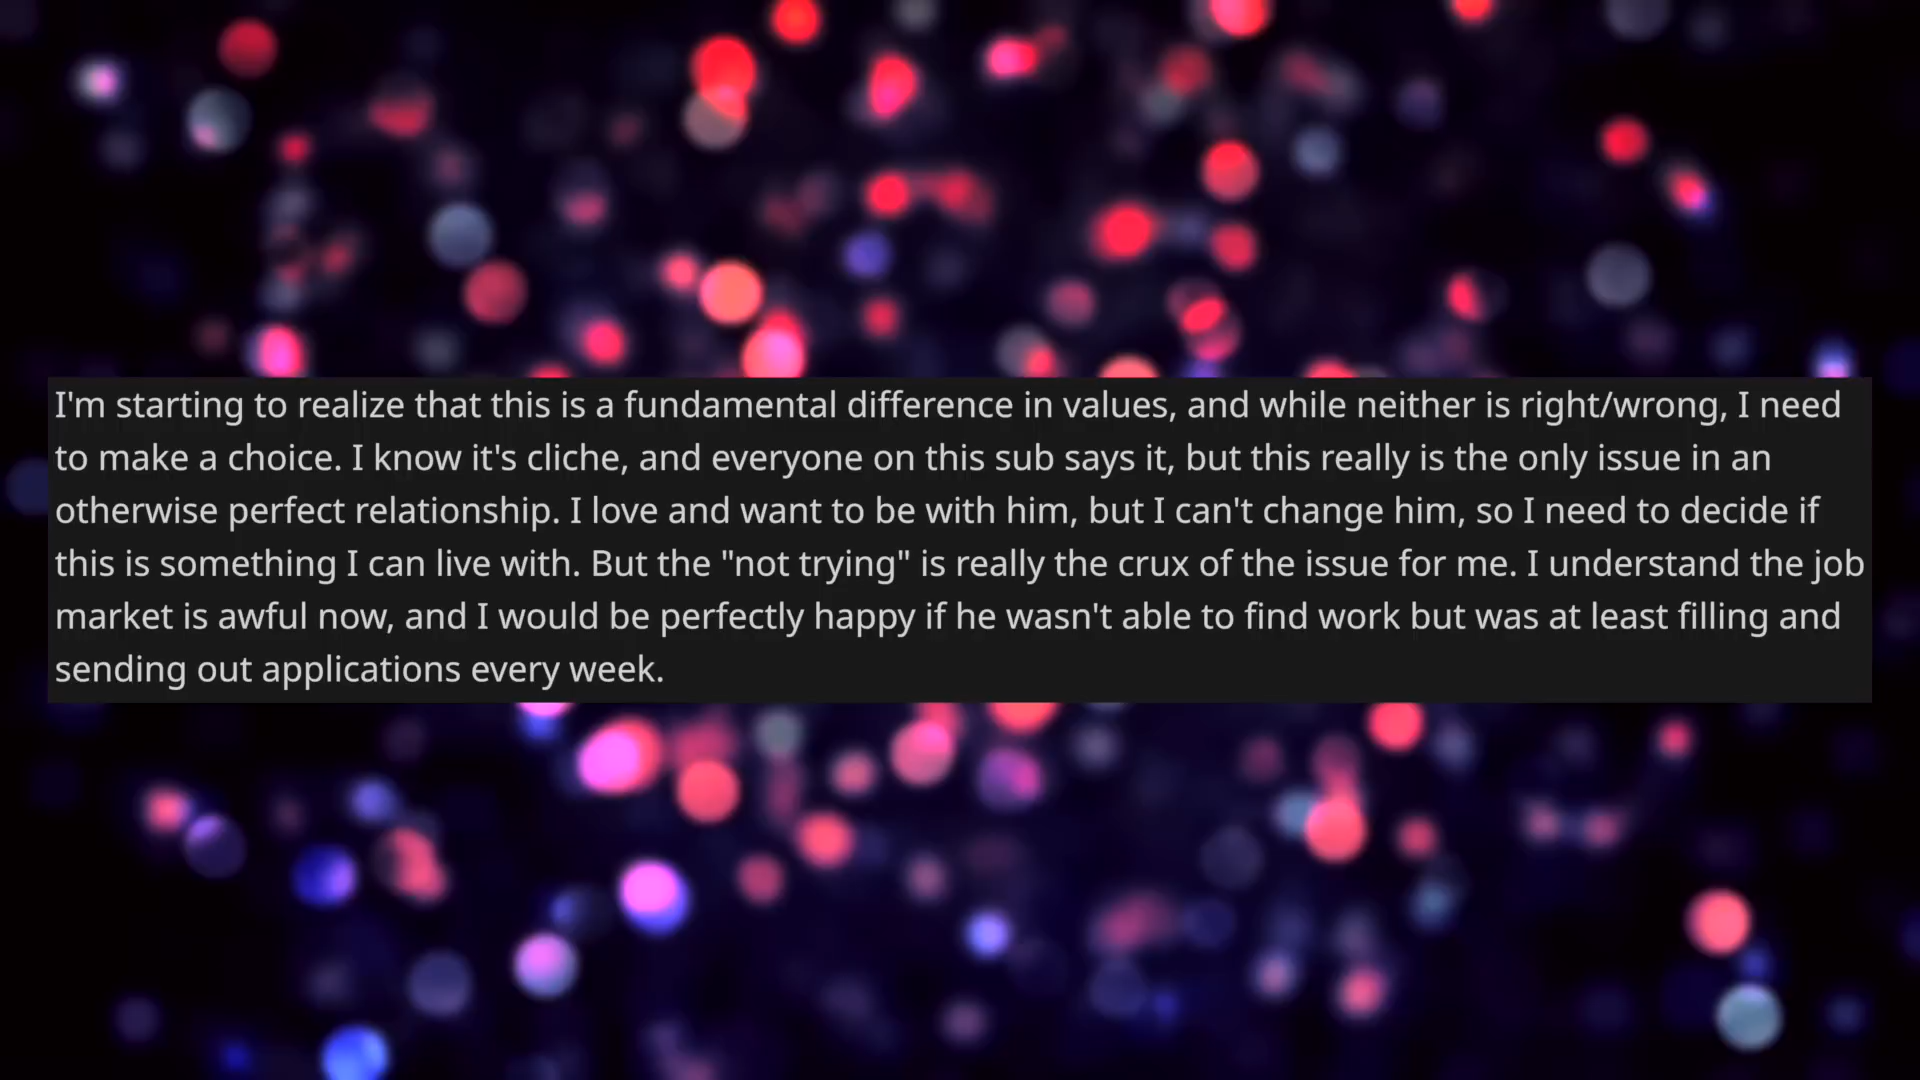 I'm starting to realize that this is a fundamental difference in values, and while neither is right/wrong, I need
to make a choice. I know it's cliche, and everyone on this sub says it, but this really is the only issue in an
otherwise perfect relationship. I love and want to be with him, but I can't change him, so I need to decide if
this is something I can live with. But the "not trying" is really the crux of the issue for me. I understand the job
market is awful now, and I would be perfectly happy if he wasn't able to find work but was at least filling and
sending out applications every week.